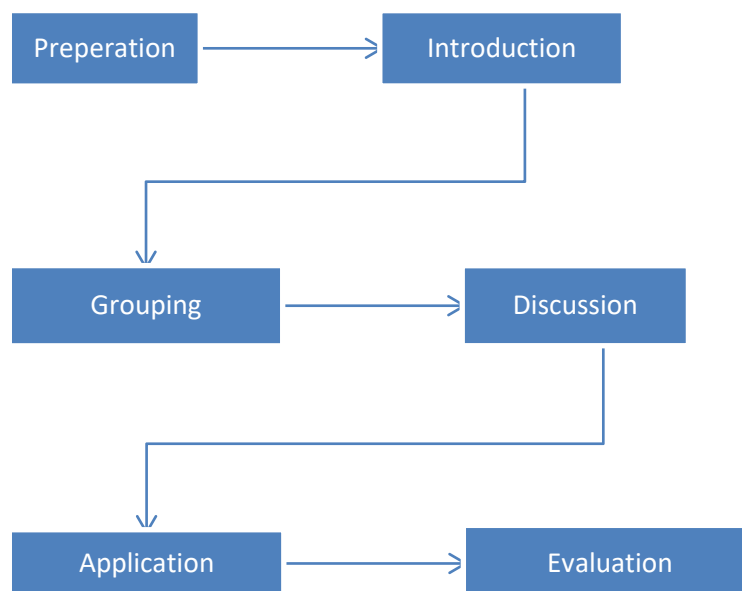 Preperation
Introduction
Grouping
Discussion
Application
Evaluation